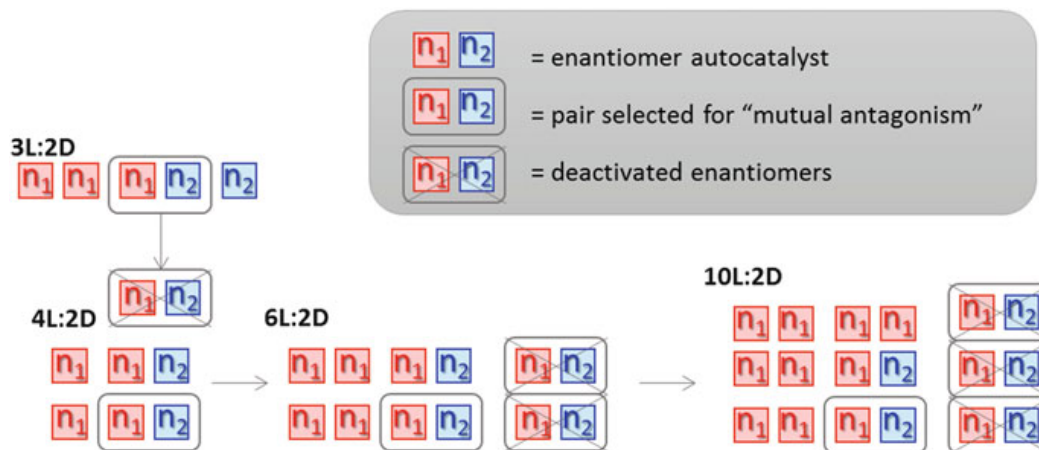 n₁ n₂ = enantiomer autocatalyst
n₁ n₂ = pair selected for “mutual antagonism”
n₁ n₂ = deactivated enantiomers
3L:2D
n₁ n₁ n₁ n₂ n₂
n₁ n₂
4L:2D
n₁ n₁ n₂
n₁ n₁ n₂
6L:2D
n₁ n₁ n₁ n₂ n₁ n₂
n₁ n₁ n₁ n₂ n₁ n₂
10L:2D
n₁ n₁ n₁ n₁ n₁ n₂
n₁ n₁ n₁ n₂ n₁ n₂
n₁ n₁ n₁ n₂ n₁ n₂